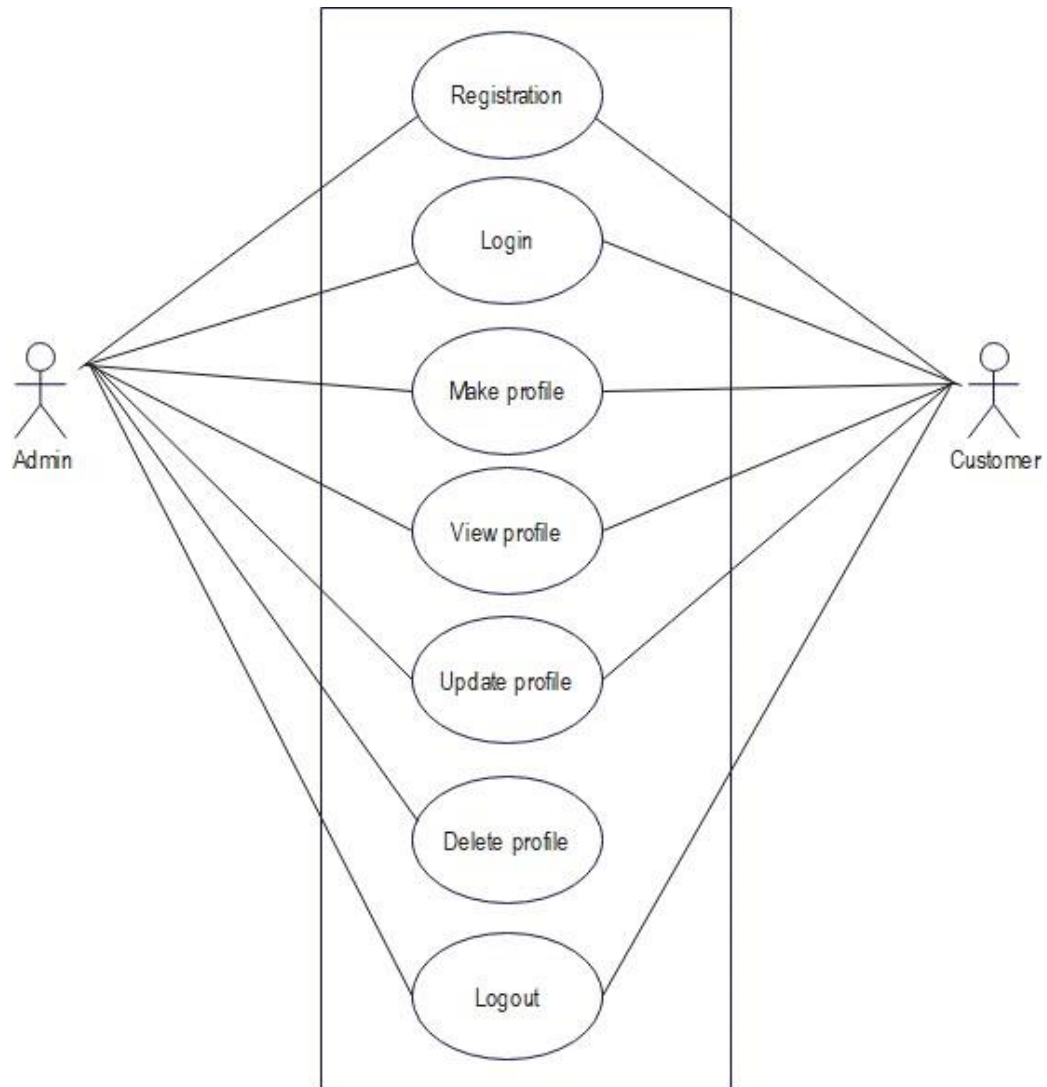 Registration
Login
Make profile
Admin
Customer
View profile
Update profile
Delete profile
Logout